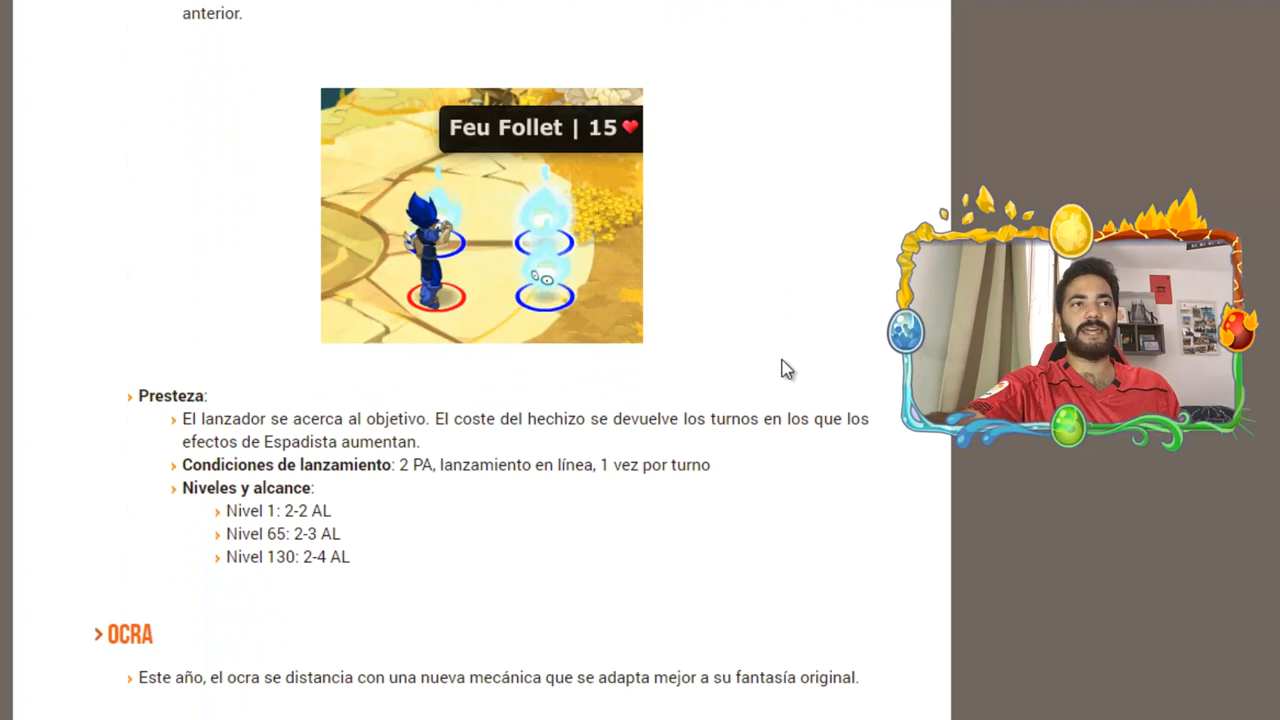 anterior.
Feu Follet | 15
Presteza:
El lanzador se acerca al objetivo. El coste del hechizo se devuelve los turnos en los que los
efectos de Espadista aumentan.
Condiciones de lanzamiento: 2 PA, lanzamiento en línea, 1 vez por turno
Niveles y alcance:
Nivel 1: 2-2 AL
Nivel 65: 2-3 AL
Nivel 130: 2-4 AL
OCRA
Este año, el ocra se distancia con una nueva mecánica que se adapta mejor a su fantasía original.